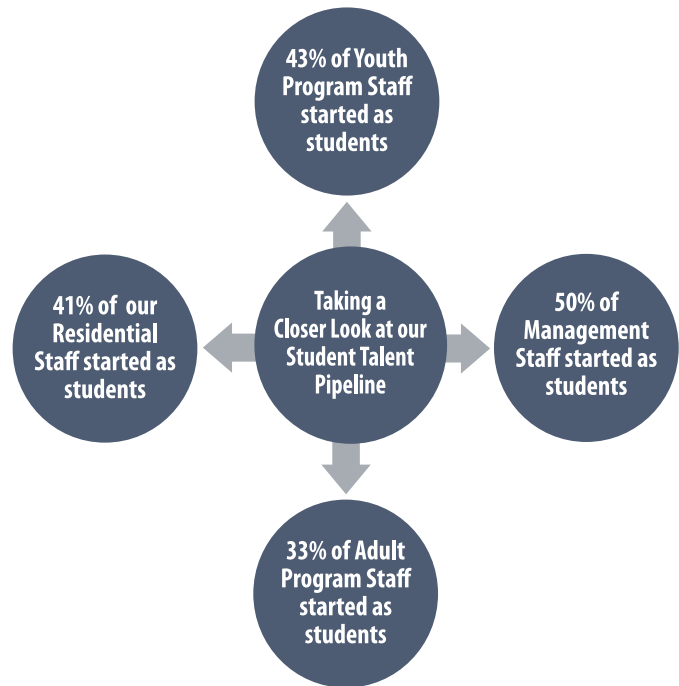 43% of Youth
Program Staff
started as
students
41% of our
Residential
Staff started as
students
Taking a
Closer Look at our
Student Talent
Pipeline
50% of
Management
Staff started as
students
33% of Adult
Program Staff
started as
students